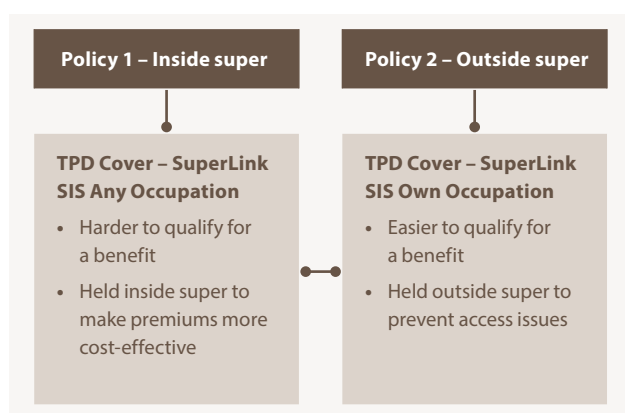 Policy 1 – Inside super
TPD Cover – SuperLink
SIS Any Occupation
• Harder to qualify for
a benefit
• Held inside super to
make premiums more
cost-effective
Policy 2 – Outside super
TPD Cover – SuperLink
SIS Own Occupation
• Easier to qualify for
a benefit
• Held outside super to
prevent access issues